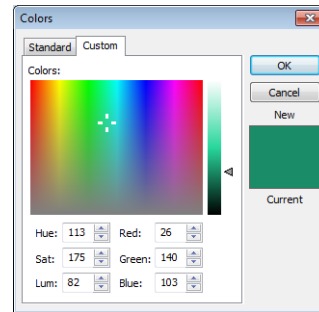 Colors
Standard Custom
Colors:
OK
Cancel
New
Current
Hue: 113 Red: 26
Sat: 175 Green: 140
Lum: 82 Blue: 103